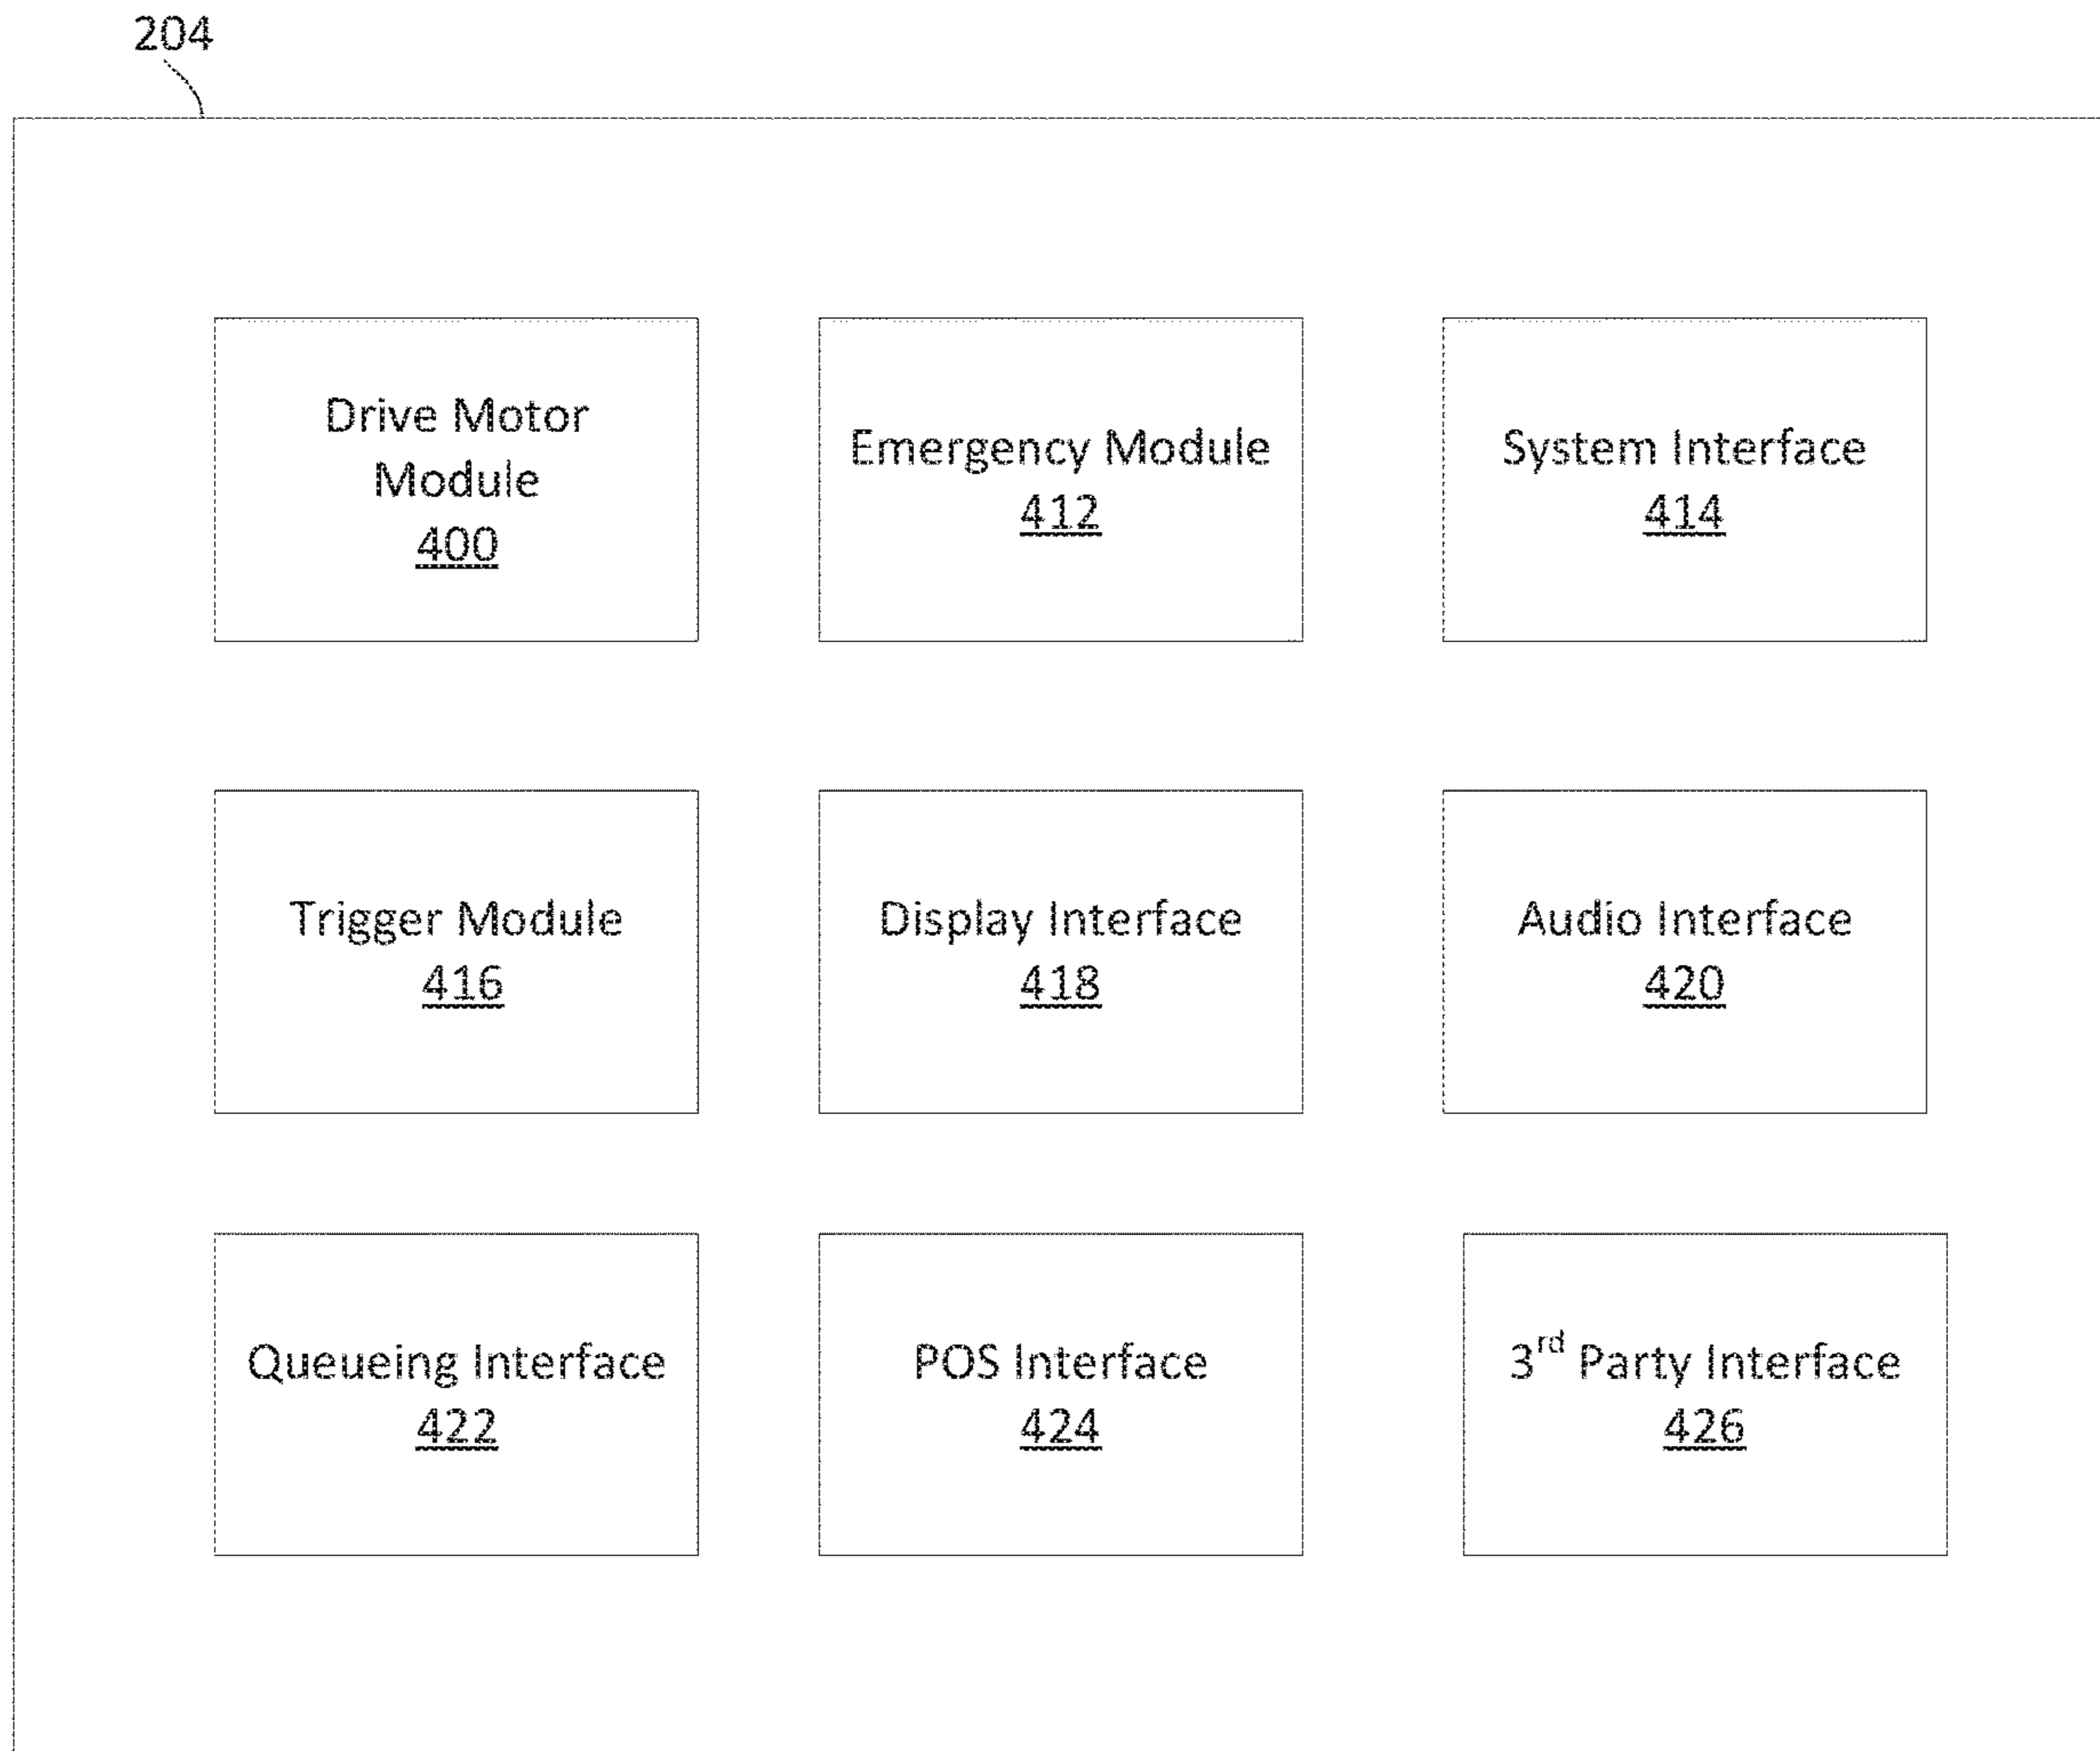 204
Drive Motor
Module
400
Emergency Module
412
System Interface
414
Trigger Module
416
Display Interface
418
Audio Interface
420
Queueing Interface
422
POS Interface
424
3rd Party Interface
426